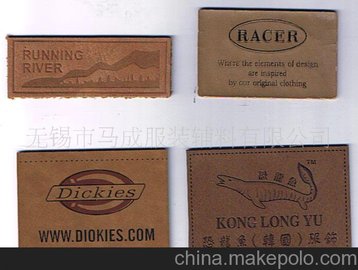 RUNNING
RIVER
RACER
Where the elements of design
are inspired
by our original clothing
无锡市马成服装辅料有限公司
Dickies
WWW.DIOKIES.COM
恐龍魚
TM
KONG LONG YU
恐龍魚(韓國)服飾
www.makepolo.com